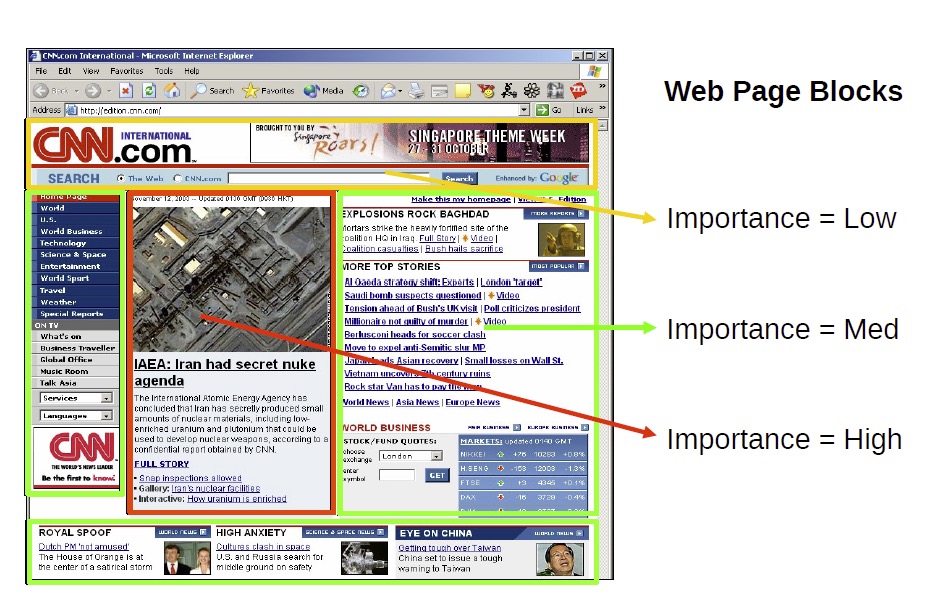 CNN.com International - Microsoft Internet Explorer
File Edit View Favorites Tools Help
Back Search Favorites Media
Address http://edition.cnn.com/ Go Links
Web Page Blocks
CNN.com INTERNATIONAL
BROUGHT TO YOU BY Singapore Roars! SINGAPORE THEME WEEK
27 - 31 OCTOBER
SEARCH The Web CNN.com Search Enhanced by: Google
Importance = Low
Importance = Med
Importance = High
Home Page
World
U.S.
World Business
Technology
Science & Space
Entertainment
World Sport
Travel
Weather
Special Reports
ON TV
What's on
Business Traveller
Global Office
Music Room
Talk Asia
Services
Languages
CNN
THE WORLD'S NEWS LEADER
Be the first to know.
November 12, 2003 -- Updated 0136 GMT (0936 HKT)
IAEA: Iran had secret nuke
agenda
The International Atomic Energy Agency has
concluded that Iran has secretly produced small
amounts of nuclear materials, including low-
enriched uranium and plutonium that could be
used to develop nuclear weapons, according to a
confidential report obtained by CNN.
FULL STORY
• Snap inspections allowed
• Gallery: Iran's nuclear facilities
• Interactive: How uranium is enriched
Make this my homepage | Edition
EXPLOSIONS ROCK BAGHDAD MORE REPORTS
Mortars strike the heavily fortified site of the
coalition HQ in Iraq. Full Story | Video |
Coalition casualties | Bush hails sacrifice
MORE TOP STORIES MOST POPULAR
Al Qaeda strategy shift: Experts | London 'target'
Saudi bomb suspects questioned | Video
Tension ahead of Bush's UK visit | Poll criticizes president
Millionaire not guilty of murder | Video
Berlusconi heads for soccer clash
Move to expel anti-Semitic slur MP
Japan leads Asian recovery | Small losses on Wall St.
Vietnam uncovers 7th century ruins
Rock star Van has to pay the
World News | Asia News | Europe News
WORLD BUSINESS ASIA BUSINESS EUROPE BUSINESS
STOCK/FUND QUOTES:
choose
exchange London
enter
symbol GET
MARKETS: updated 0140 GMT
NIKKEI +76 10283 +0.8%
H.SENG -153 12003 -1.3%
FTSE +3 4345 +0.1%
DAX -16 3729 -0.4%
ROYAL SPOOF WORLD NEWS
Dutch PM 'not amused'
The House of Orange is at
the center of a satirical storm
HIGH ANXIETY SCIENCE & SPACE NEWS
Cultures clash in space
U.S. and Russia search for
middle ground on safety
EYE ON CHINA WORLD NEWS
Getting tough over Taiwan
China set to issue a tough
warning to Taiwan